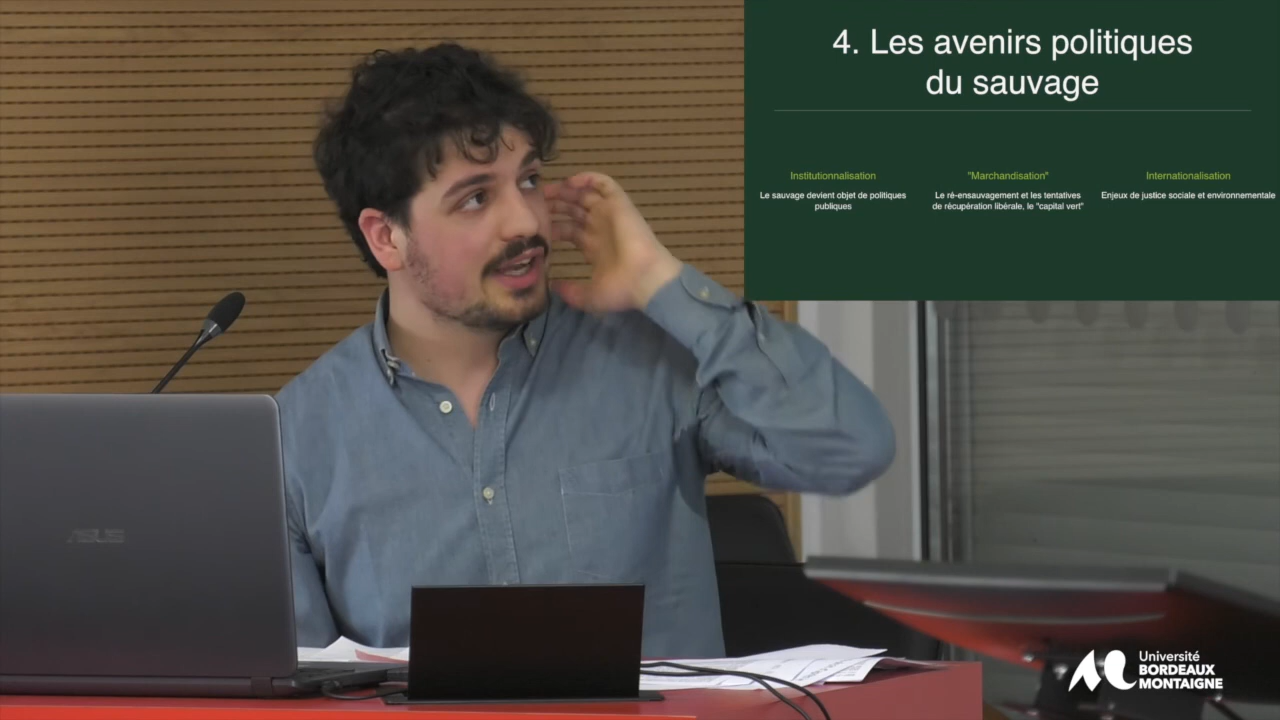 4. Les avenirs politiques
du sauvage
Institutionnalisation
Le sauvage devient objet de politiques
publiques
"Marchandisation"
Le ré-ensauvagement et les tentatives
de récupération libérale, le "capital vert"
Internationalisation
Enjeux de justice sociale et environnementale
ASUS
Université
BORDEAUX
MONTAIGNE